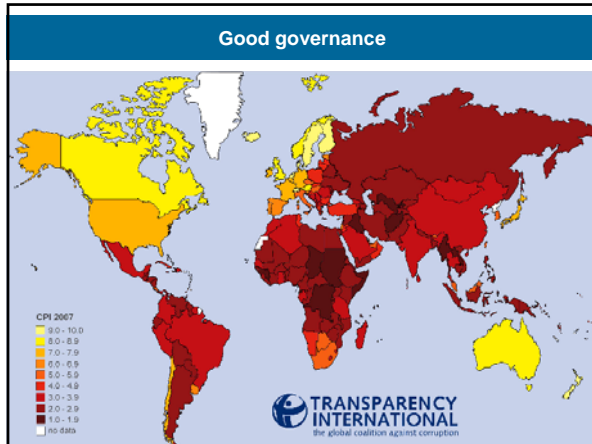 Good governance
CPI 2007
9.0 - 10.0
8.0 - 8.9
7.0 - 7.9
6.0 - 6.9
5.0 - 5.9
4.0 - 4.9
3.0 - 3.9
2.0 - 2.9
1.0 - 1.9
no data
TRANSPARENCY
INTERNATIONAL
the global coalition against corruption